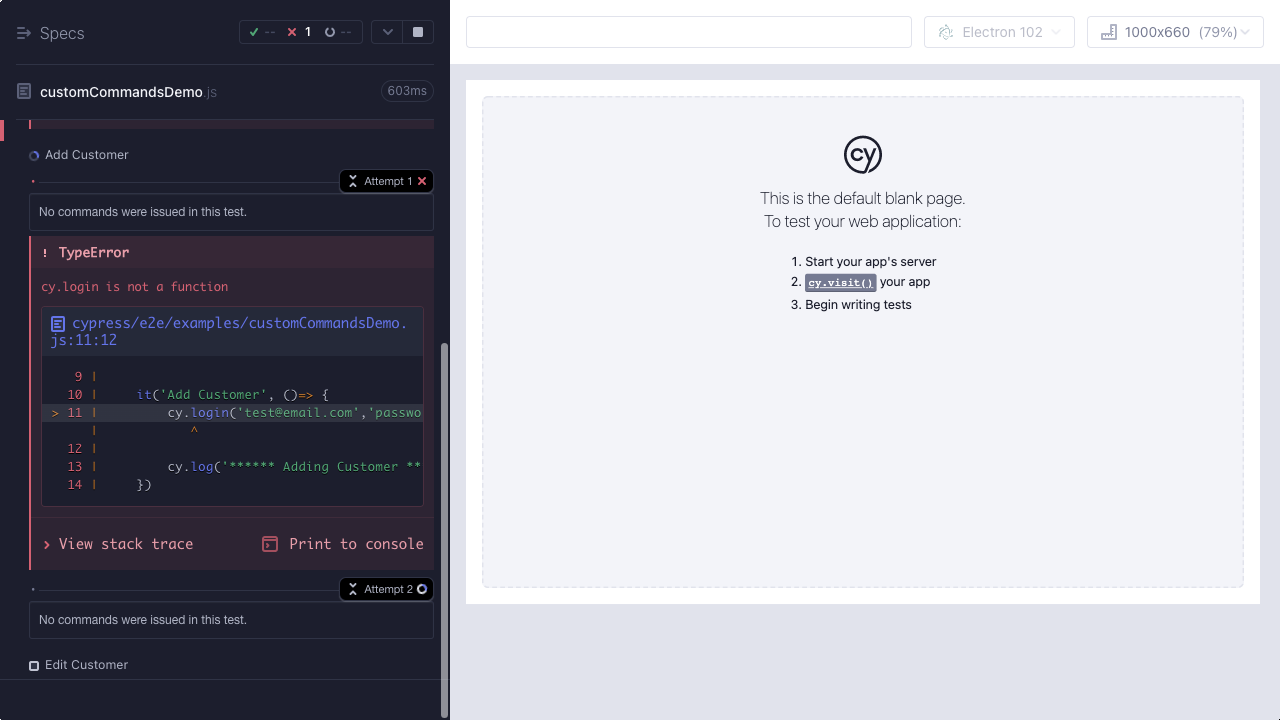 Specs
-- 1 --
customCommandsDemo.js
603ms
Add Customer
Attempt 1
No commands were issued in this test.
! TypeError
cy.login is not a function
cypress/e2e/examples/customCommandsDemo.
js:11:12
9 |
10 | it('Add Customer', ()=> {
> 11 | cy.login('test@email.com','passwo
| ^
12 |
13 | cy.log('****** Adding Customer **
14 | })
View stack trace
Print to console
Attempt 2
No commands were issued in this test.
Edit Customer
Electron 102
1000x660 (79%)
cy
This is the default blank page.
To test your web application:
1. Start your app's server
2. cy.visit() your app
3. Begin writing tests